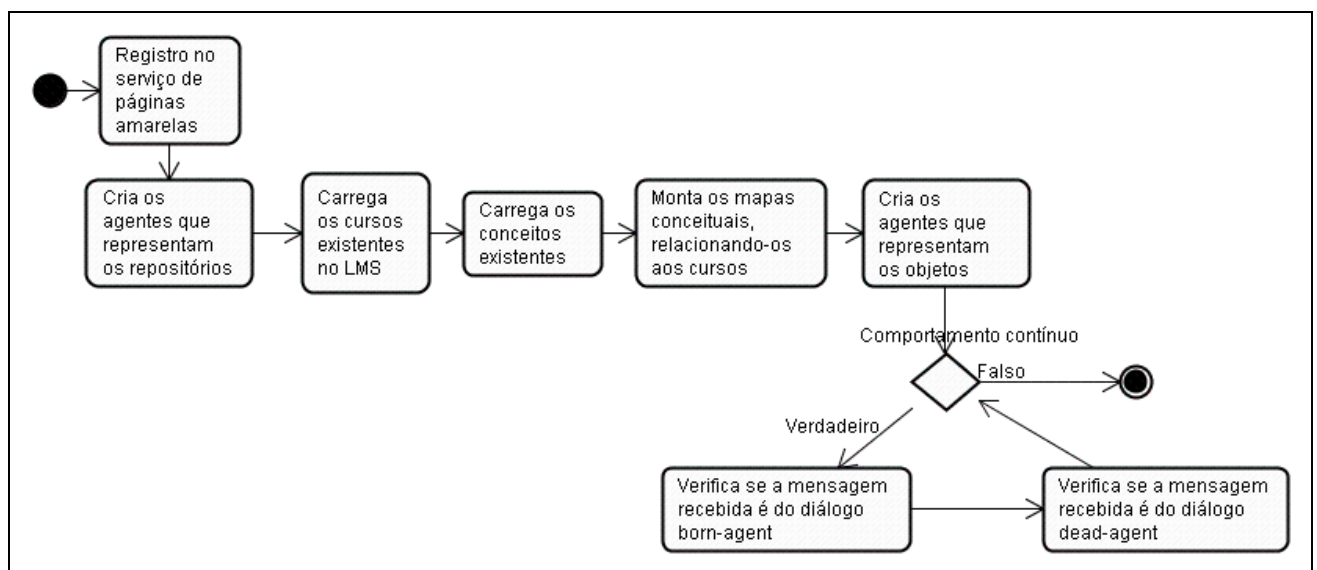 Registro no
serviço de
páginas
amarelas
Cria os
agentes que
representam
os repositórios
Carrega
os cursos
existentes
no LMS
Carrega os
conceitos
existentes
Monta os mapas
conceituais,
relacionando-os
aos cursos
Cria os
agentes que
representam
os objetos
Comportamento contínuo
Falso
Verdadeiro
Verifica se a mensagem
recebida é do diálogo
born-agent
Verifica se a mensagem
recebida é do diálogo
dead-agent